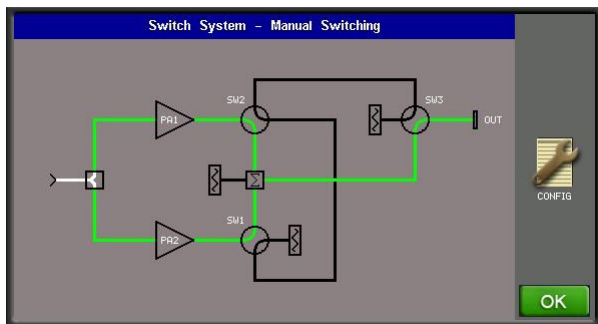 Switch System – Manual Switching
SW2
SW3
PA1
OUT
Σ
CONFIG
SW1
PA2
OK